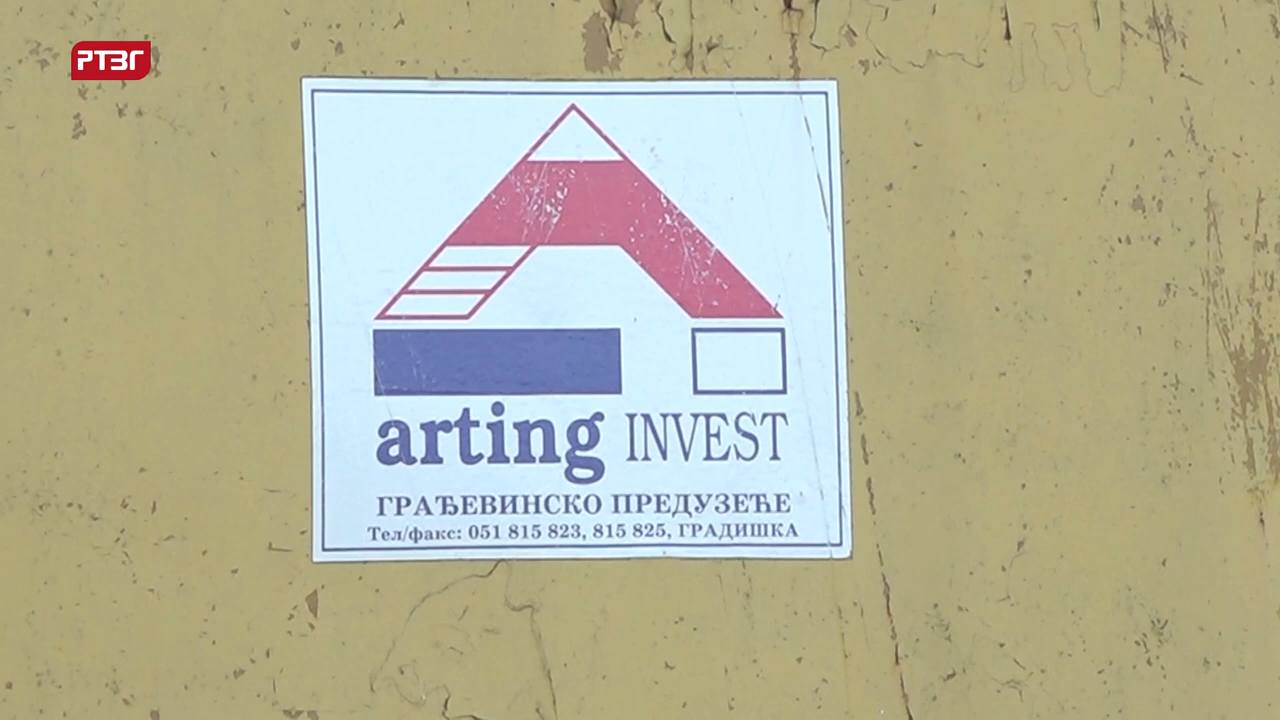 РТВГ
arting INVEST
ГРАЂЕВИНСКО ПРЕДУЗЕЋЕ
Тел/факс: 051 815 823, 815 825, ГРАДИШКА